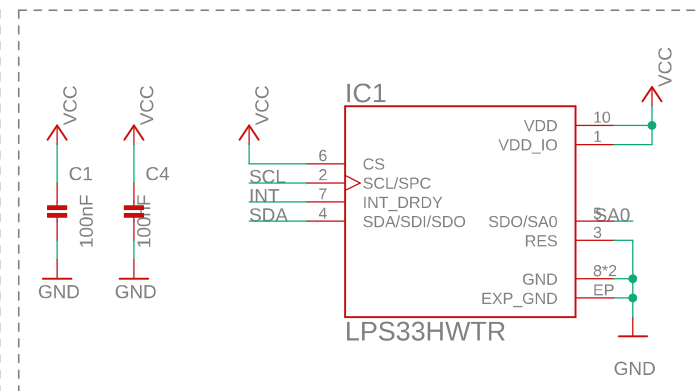 VCC
C1
100nF
GND
VCC
C4
100nF
GND
VCC
IC1
6
CS
SCL
2
SCL/SPC
INT
7
INT_DRDY
SDA
4
SDA/SDI/SDO
VDD
10
VDD_IO
1
VCC
SDO/SA0
5
SA0
RES
3
GND
8*2
EXP_GND
EP
LPS33HWTR
GND